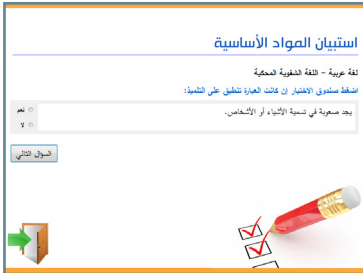 استبيان المواد الأساسية
لغة عربية – اللغة الشفوية المحكية
اضغط صندوق الاختيار إن كانت العبارة تنطبق على التلميذ:
يجد صعوبة في تسمية الأشياء أو الأشخاص.
نعم
لا
السؤال التالي